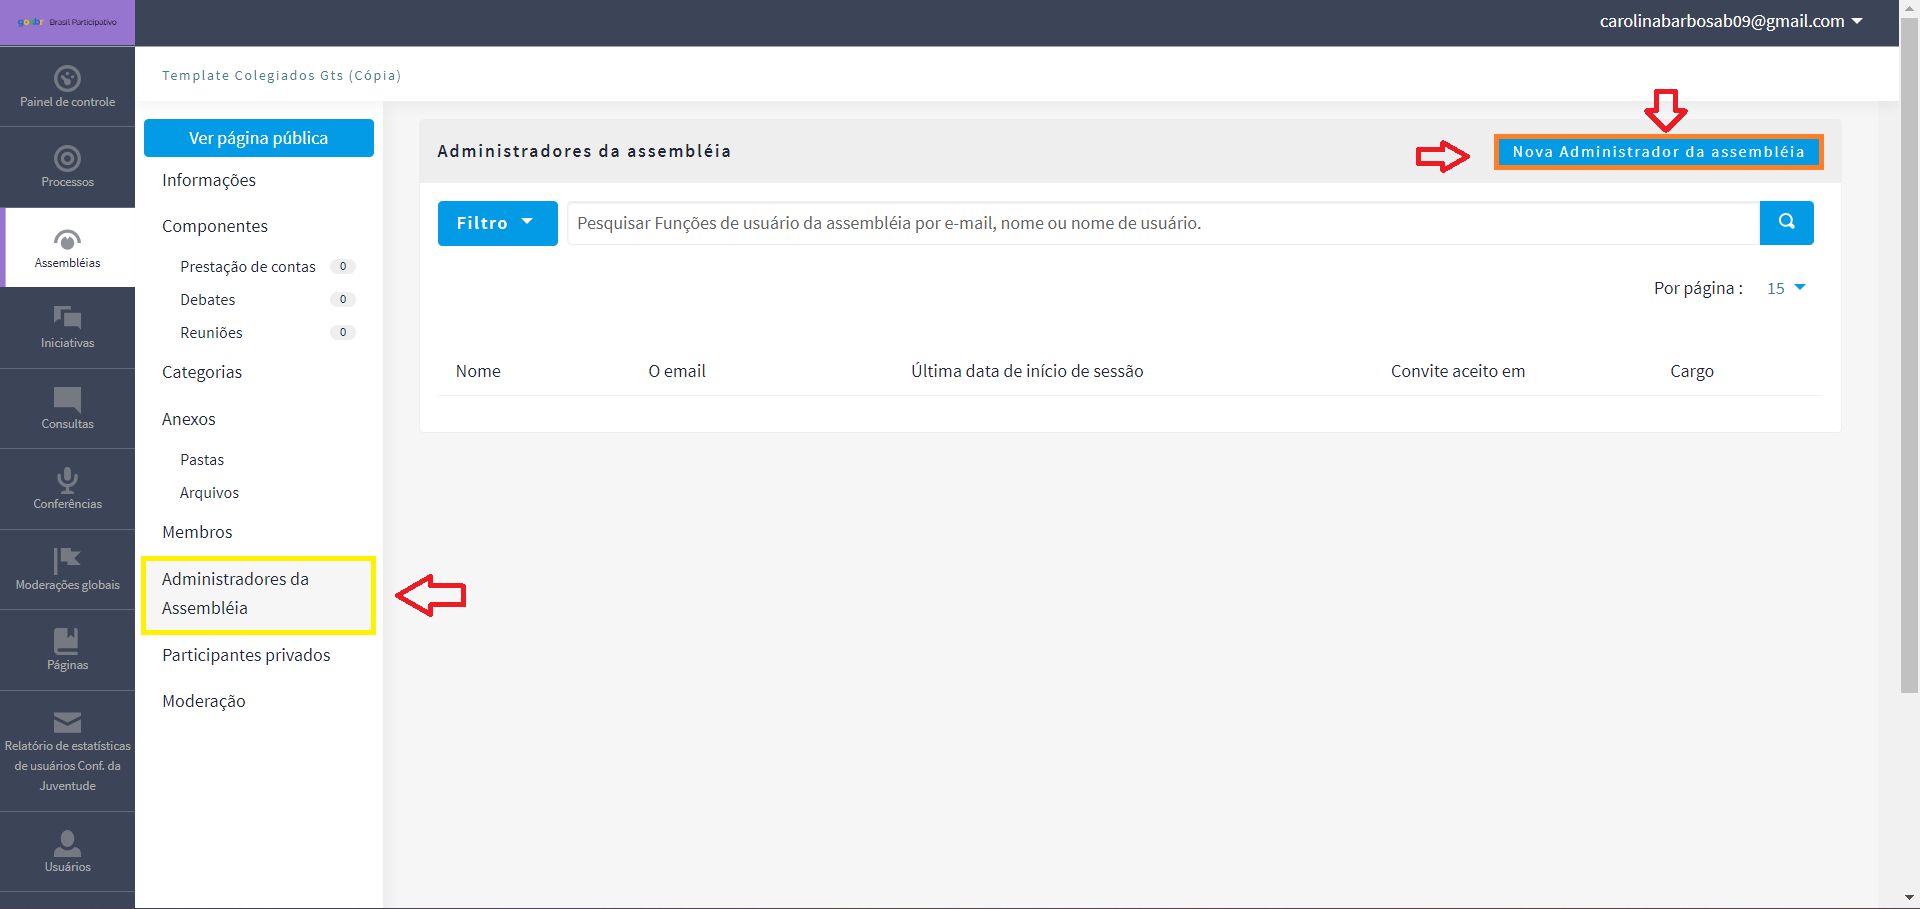 gov.br Brasil Participativo
carolinabarbosab09@gmail.com
Painel de controle
Processos
Assembléias
Iniciativas
Consultas
Conferências
Moderações globais
Páginas
Relatório de estatísticas
de usuários Conf. da
Juventude
Usuários
Template Colegiados Gts (Cópia)
Ver página pública
Informações
Componentes
Prestação de contas 0
Debates 0
Reuniões 0
Categorias
Anexos
Pastas
Arquivos
Membros
Administradores da
Assembléia
Participantes privados
Moderação
Administradores da assembléia
Nova Administrador da assembléia
Filtro
Pesquisar Funções de usuário da assembléia por e-mail, nome ou nome de usuário.
Por página : 15
Nome O email Última data de início de sessão Convite aceito em Cargo